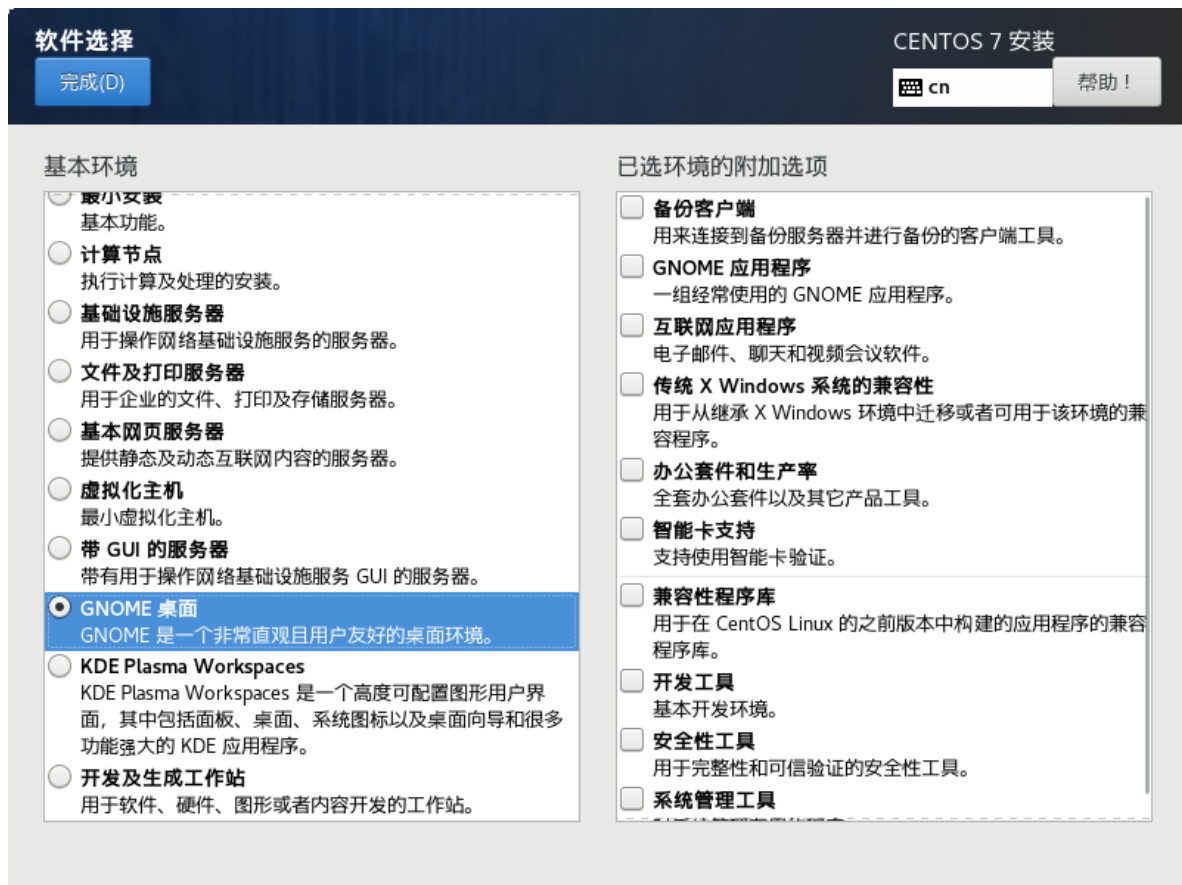 软件选择
完成(D)
CENTOS 7 安装
cn
帮助！
基本环境
最小安装
基本功能。
计算节点
执行计算及处理的安装。
基础设施服务器
用于操作网络基础设施服务的服务器。
文件及打印服务器
用于企业的文件、打印及存储服务器。
基本网页服务器
提供静态及动态互联网内容的服务器。
虚拟化主机
最小虚拟化主机。
带 GUI 的服务器
带有用于操作网络基础设施服务 GUI 的服务器。
GNOME 桌面
GNOME 是一个非常直观且用户友好的桌面环境。
KDE Plasma Workspaces
KDE Plasma Workspaces 是一个高度可配置图形用户界
面，其中包括面板、桌面、系统图标以及桌面向导和很多
功能强大的 KDE 应用程序。
开发及生成工作站
用于软件、硬件、图形或者内容开发的工作站。
已选环境的附加选项
备份客户端
用来连接到备份服务器并进行备份的客户端工具。
GNOME 应用程序
一组经常使用的 GNOME 应用程序。
互联网应用程序
电子邮件、聊天和视频会议软件。
传统 X Windows 系统的兼容性
用于从继承 X Windows 环境中迁移或者可用于该环境的兼
容程序。
办公套件和生产率
全套办公套件以及其它产品工具。
智能卡支持
支持使用智能卡验证。
兼容性程序库
用于在 CentOS Linux 的之前版本中构建的应用程序的兼容
程序库。
开发工具
基本开发环境。
安全性工具
用于完整性和可信验证的安全性工具。
系统管理工具